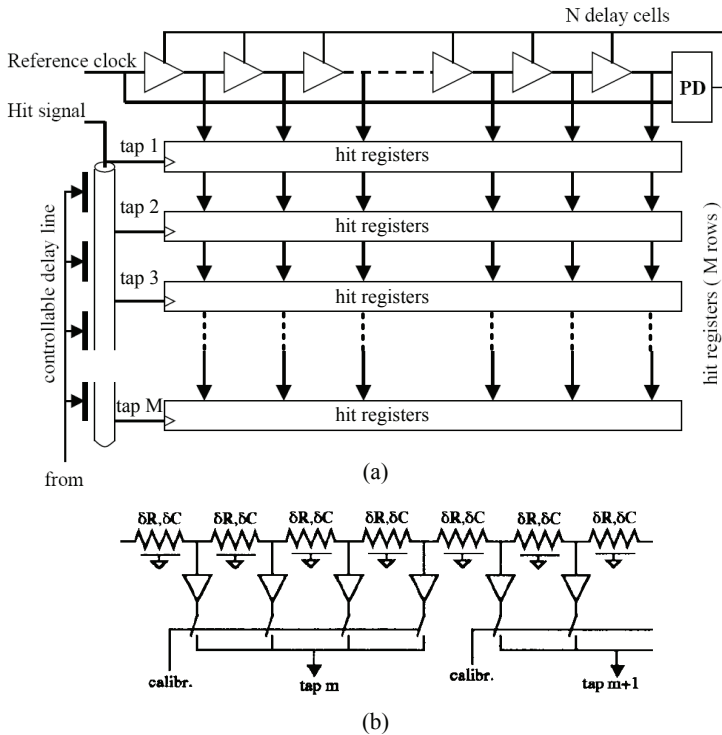 N delay cells
Reference clock
PD
Hit signal
tap 1
hit registers
tap 2
hit registers
tap 3
hit registers
controllable delay line
hit registers ( M rows )
tap M
hit registers
from
(a)
δR,δC δR,δC δR,δC δR,δC δR,δC δR,δC δR,δC
calibr.
tap m
calibr.
tap m+1
(b)